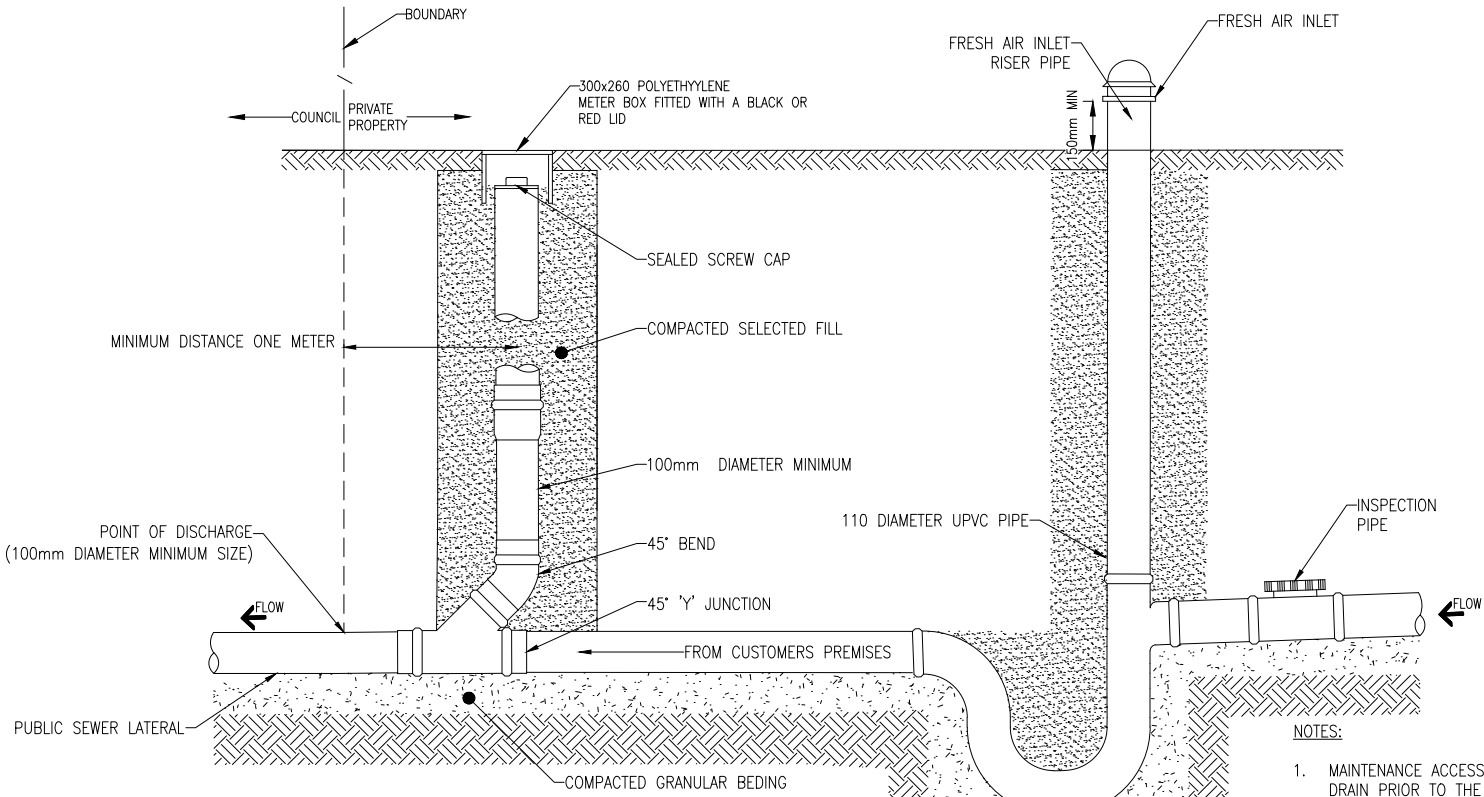 BOUNDARY
FRESH AIR INLET
FRESH AIR INLET
RISER PIPE
300x260 POLYETHYYLENE
METER BOX FITTED WITH A BLACK OR
RED LID
COUNCIL
PRIVATE
PROPERTY
150mm MIN
SEALED SCREW CAP
COMPACTED SELECTED FILL
MINIMUM DISTANCE ONE METER
100mm DIAMETER MINIMUM
INSPECTION
PIPE
110 DIAMETER UPVC PIPE
POINT OF DISCHARGE
(100mm DIAMETER MINIMUM SIZE)
45° BEND
45° 'Y' JUNCTION
FLOW
FLOW
FROM CUSTOMERS PREMISES
PUBLIC SEWER LATERAL
COMPACTED GRANULAR BEDING
NOTES:
1. MAINTENANCE ACCESS
DRAIN PRIOR TO THE